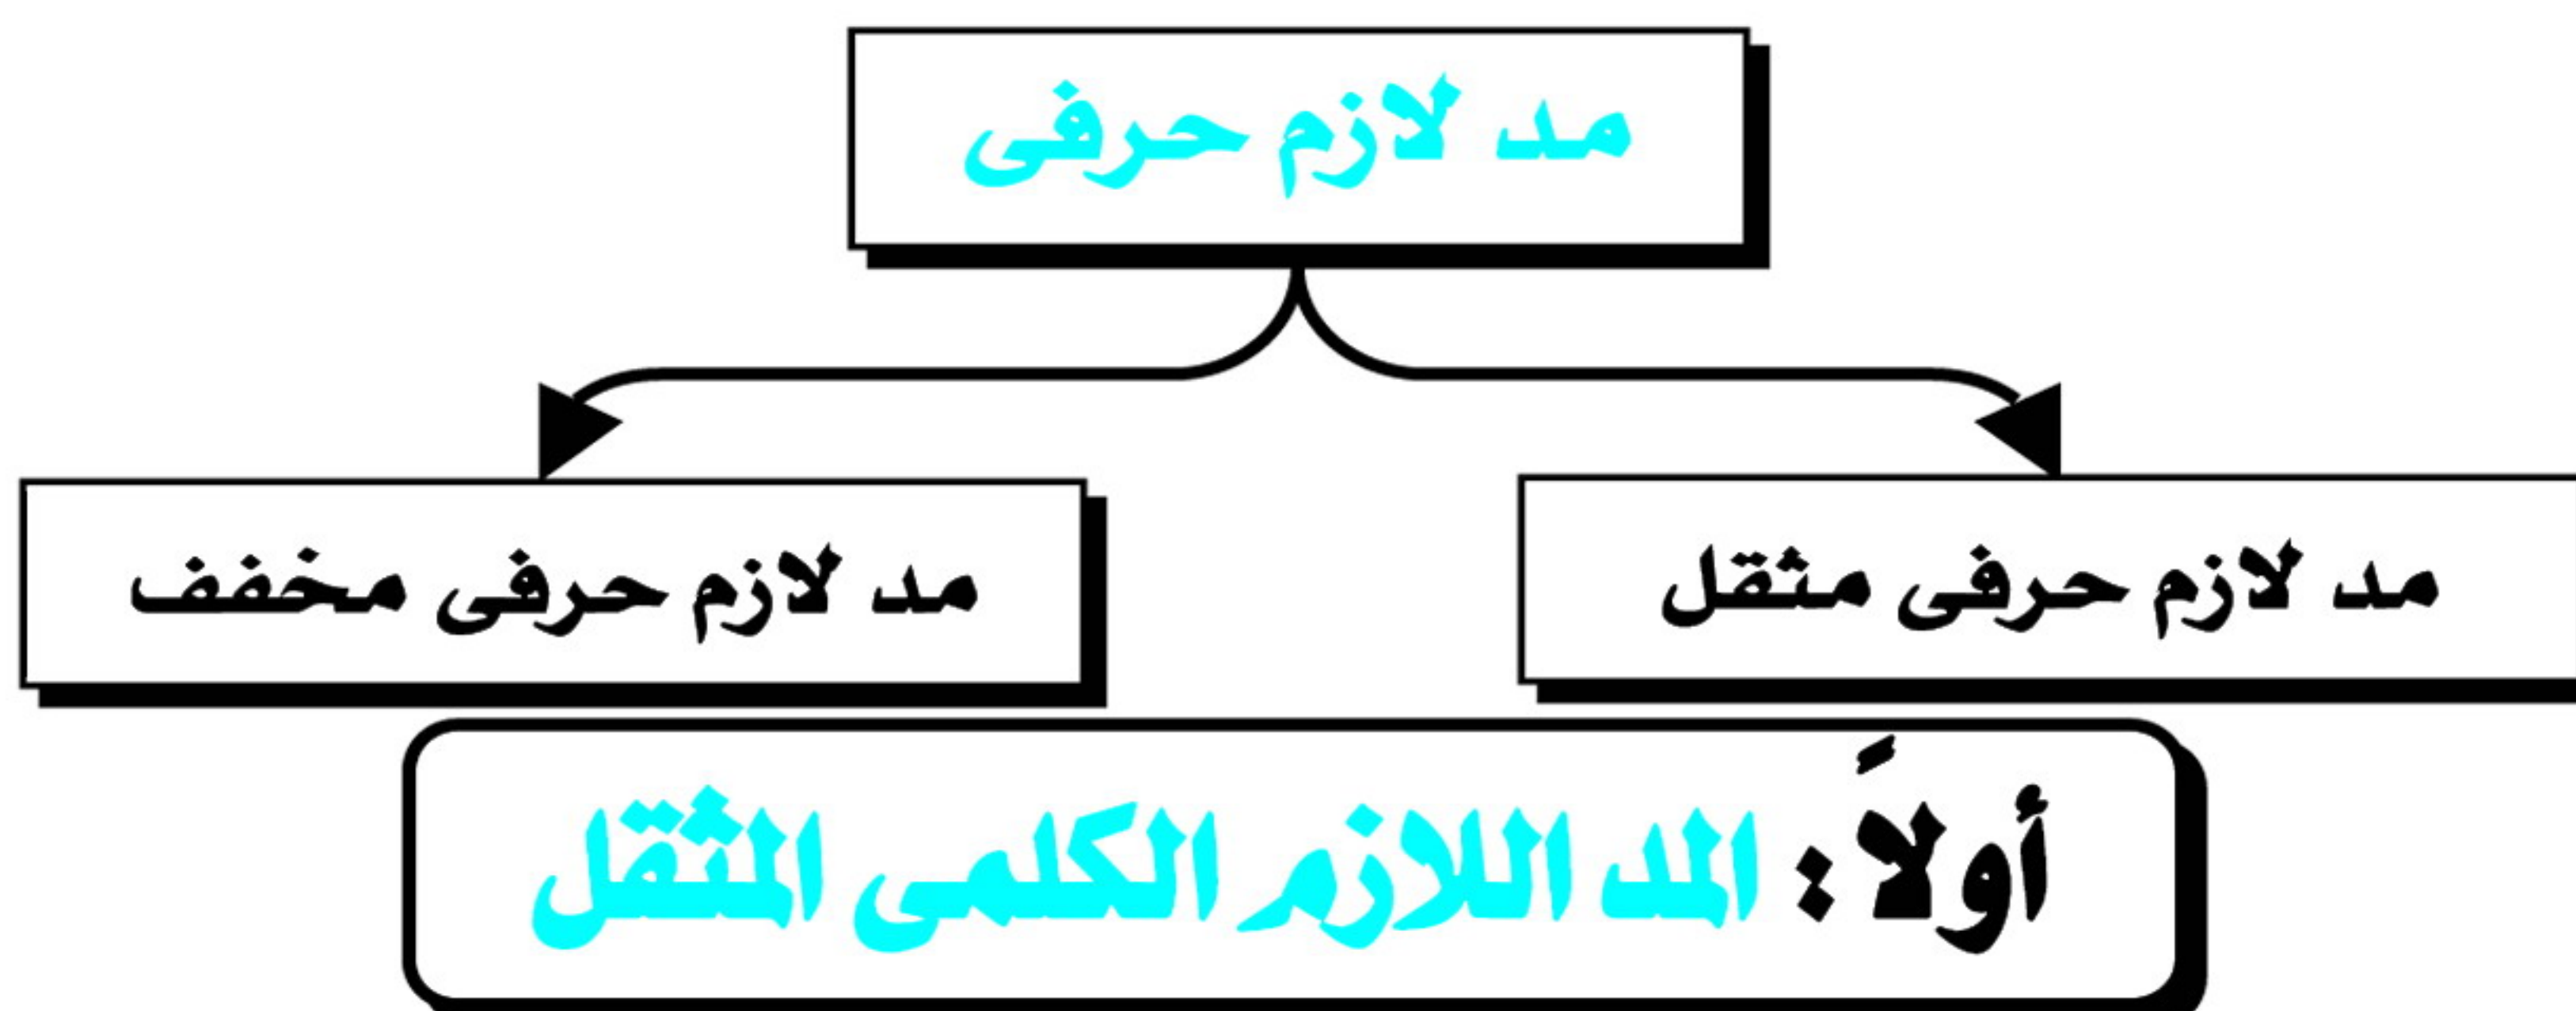 مد لازم حرفى
مد لازم حرفى مثقل
مد لازم حرفى مخفف
أولاً: المد اللازم الكلمى المثقل